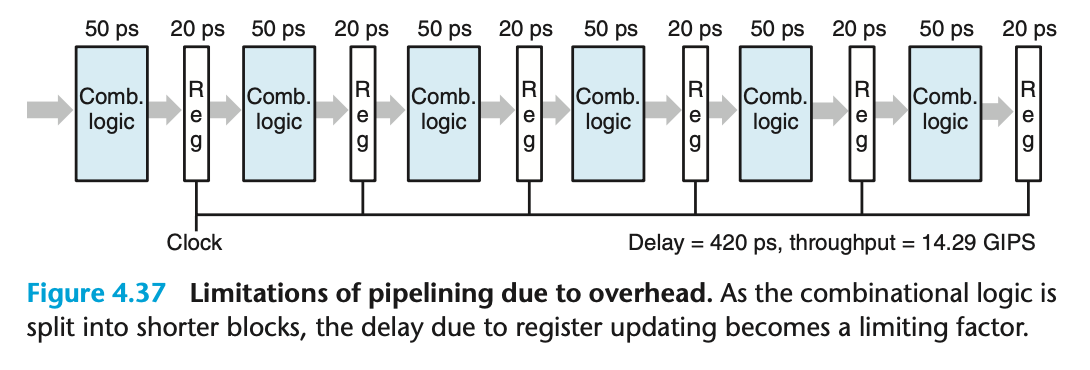 50 ps 20 ps 50 ps 20 ps 50 ps 20 ps 50 ps 20 ps 50 ps 20 ps 50 ps 20 ps
Comb. logic
Reg
Comb. logic
Reg
Comb. logic
Reg
Comb. logic
Reg
Comb. logic
Reg
Comb. logic
Reg
Clock
Delay = 420 ps, throughput = 14.29 GIPS
Figure 4.37 Limitations of pipelining due to overhead. As the combinational logic is
split into shorter blocks, the delay due to register updating becomes a limiting factor.